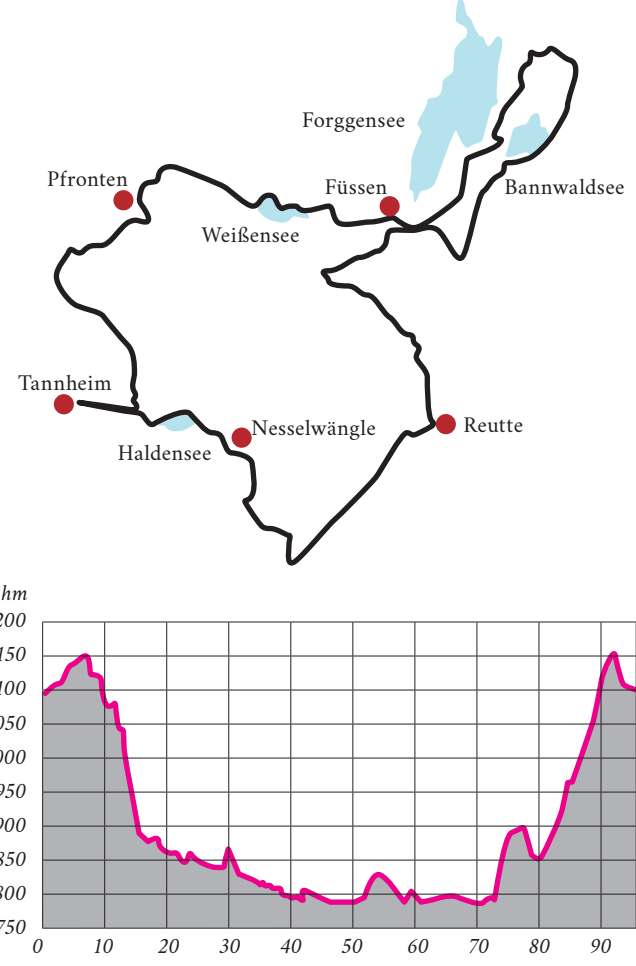 Forggensee
Pfronten
Füssen
Bannwaldsee
Weißensee
Tannheim
Nesselwängle
Reutte
Haldensee
hm
200
150
100
050
000
950
900
850
800
750
0 10 20 30 40 50 60 70 80 90